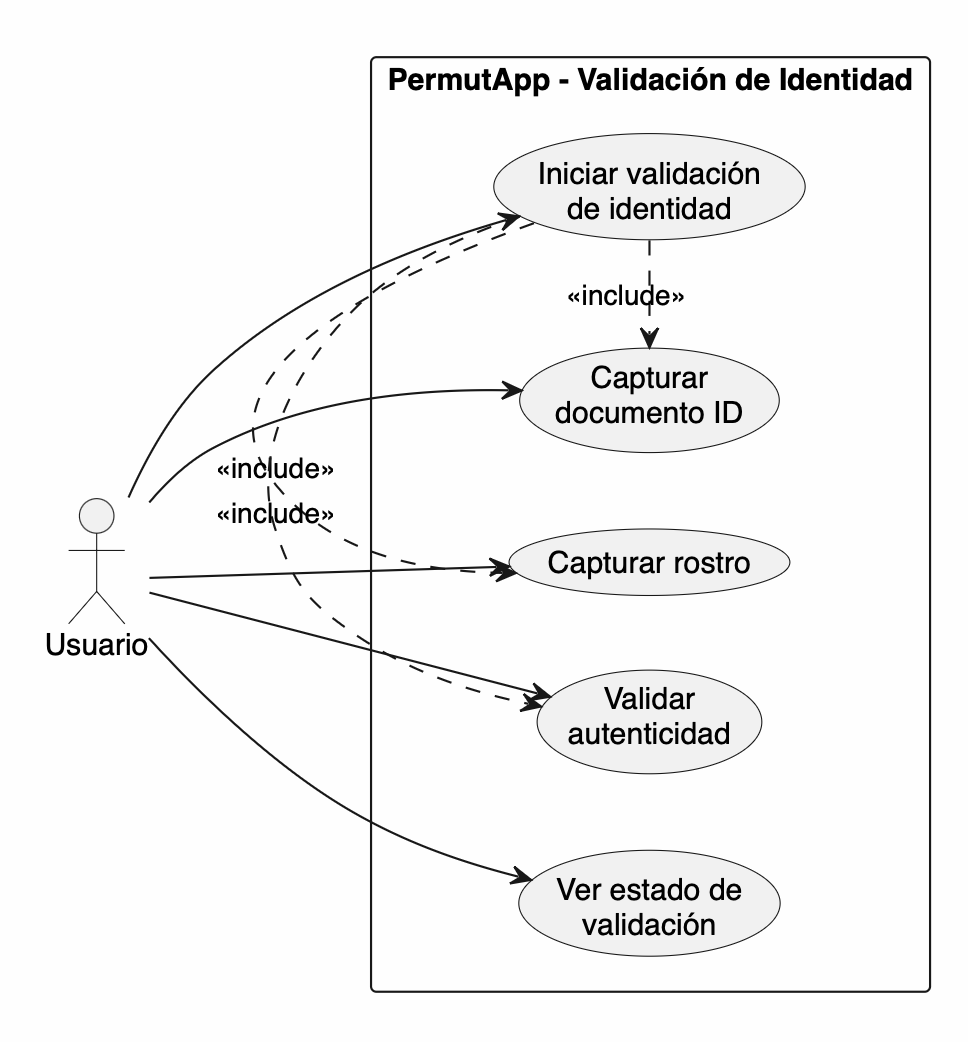 PermutApp - Validación de Identidad
Iniciar validación
de identidad
«include»
Capturar
documento ID
«include»
«include»
Capturar rostro
Usuario
Validar
autenticidad
Ver estado de
validación